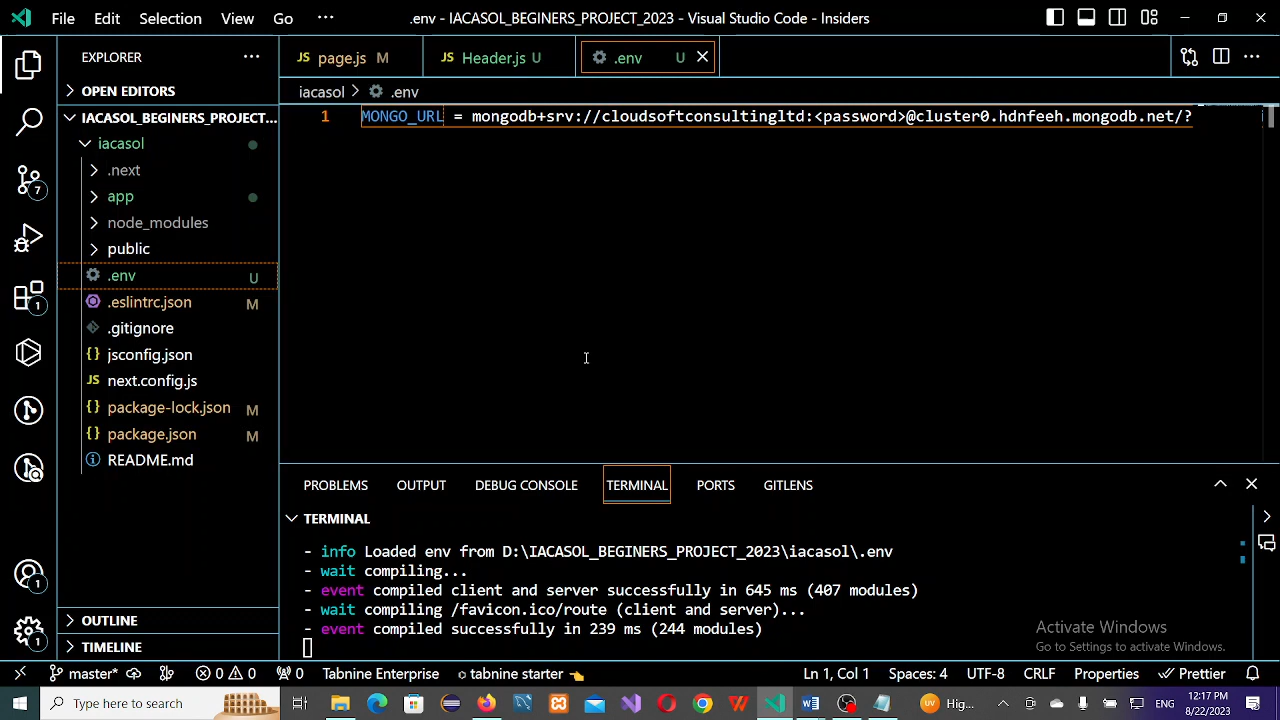 File Edit Selection View Go ··· .env - IACASOL_BEGINERS_PROJECT_2023 - Visual Studio Code - Insiders
EXPLORER ···
JS page.js M JS Header.js U .env U
OPEN EDITORS
iacasol > .env
IACASOL_BEGINERS_PROJECT...
1 MONGO_URL = mongodb+srv://cloudsoftconsultingltd:<password>@cluster0.hdnfeeh.mongodb.net/?
iacasol
.next
app
node_modules
public
.env U
.eslintrc.json M
.gitignore
{} jsconfig.json
JS next.config.js
{} package-lock.json M
{} package.json M
README.md
7
1
1
1
PROBLEMS OUTPUT DEBUG CONSOLE TERMINAL PORTS GITLENS
TERMINAL
- info Loaded env from D:\IACASOL_BEGINERS_PROJECT_2023\iacasol\.env
- wait compiling...
- event compiled client and server successfully in 645 ms (407 modules)
- wait compiling /favicon.ico/route (client and server)...
- event compiled successfully in 239 ms (244 modules)
OUTLINE
TIMELINE
Activate Windows
Go to Settings to activate Windows.
master* 0 0 0 Tabnine Enterprise tabnine starter Ln 1, Col 1 Spaces: 4 UTF-8 CRLF Properties Prettier
Type here to search UV Hig... ENG 12:17 PM
8/22/2023